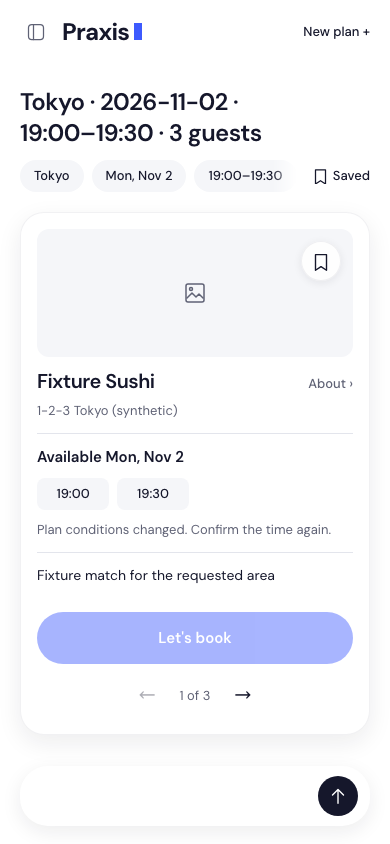 Praxis
New plan +
Tokyo · 2026-11-02 ·
19:00–19:30 · 3 guests
Tokyo
Mon, Nov 2
19:00–19:30
Saved
Fixture Sushi
About ›
1-2-3 Tokyo (synthetic)
Available Mon, Nov 2
19:00
19:30
Plan conditions changed. Confirm the time again.
Fixture match for the requested area
Let's book
← 1 of 3 →